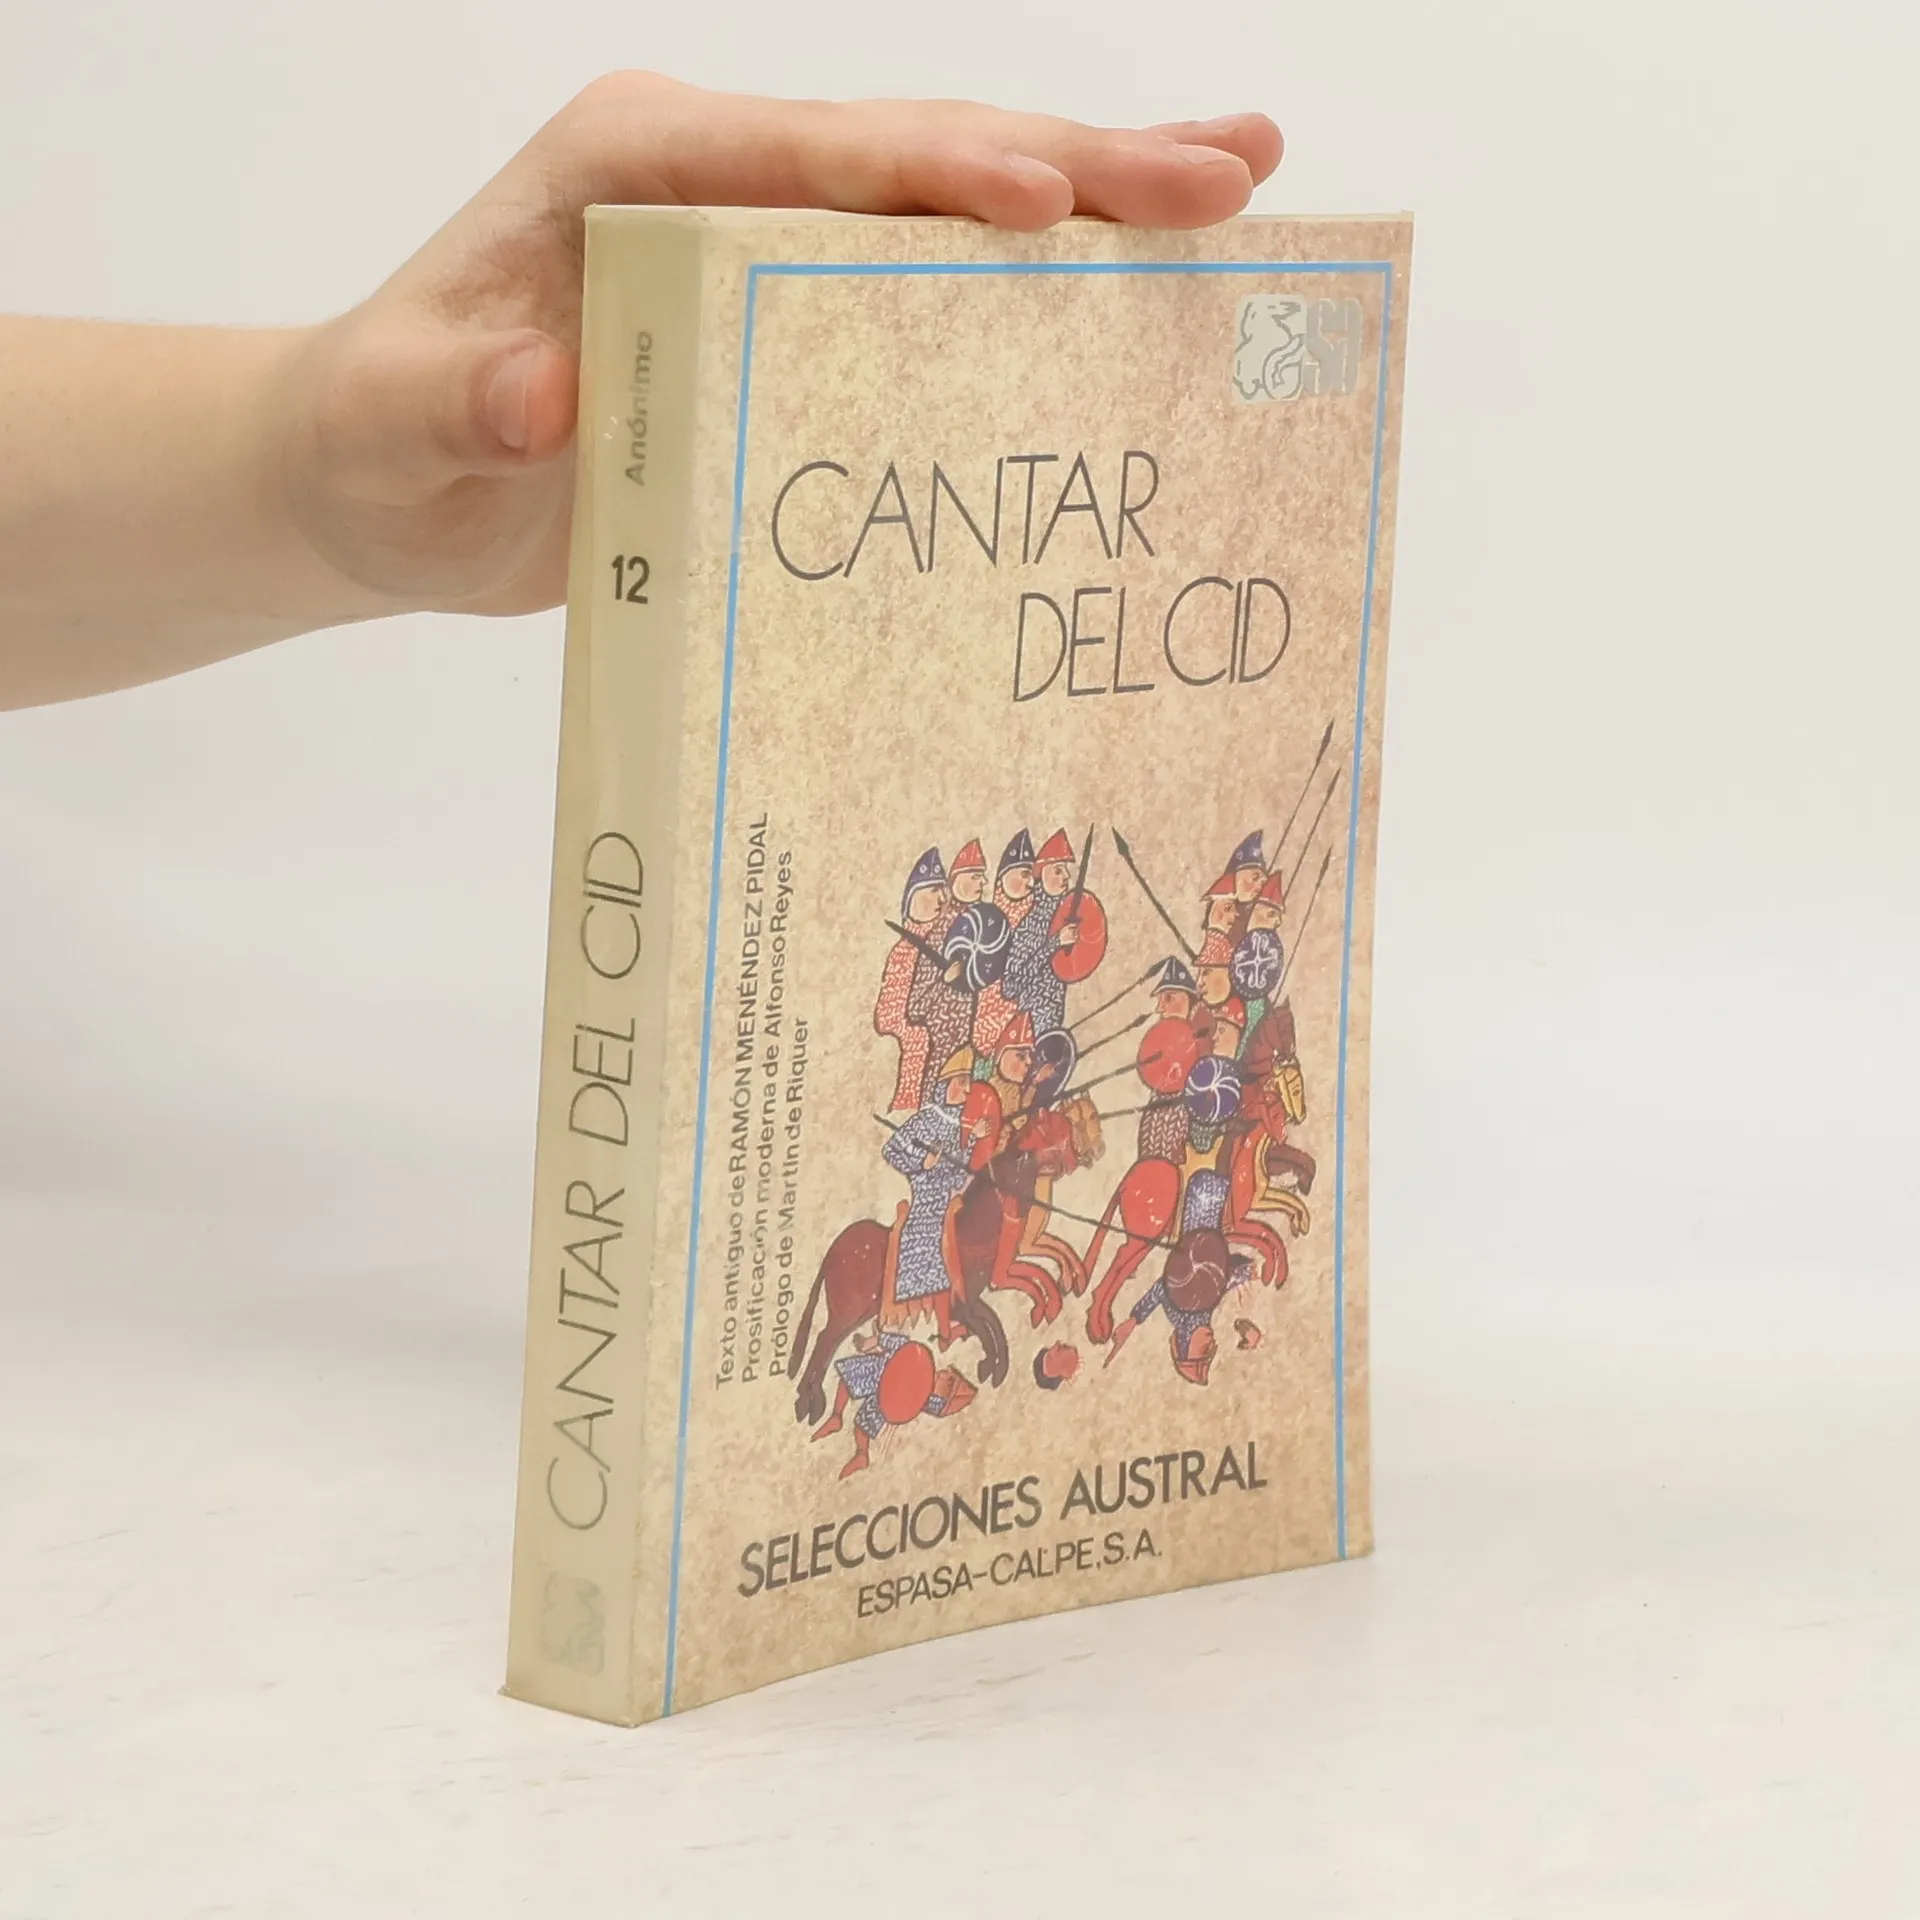 Anónimo
12
CANTAR DEL CID
CANTAR
DEL CID
Texto antiguo de RAMÓN MENÉNDEZ PIDAL
Prosificación moderna de Alfonso Reyes
Prólogo de Martín de Riquer
SELECCIONES AUSTRAL
ESPASA-CALPE, S.A.